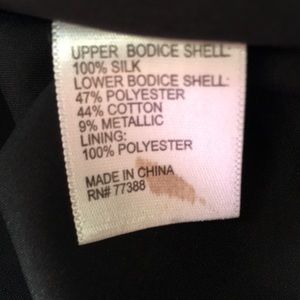 UPPER BODICE SHELL:
100% SILK
LOWER BODICE SHELL:
47% POLYESTER
44% COTTON
9% METALLIC
LINING:
100% POLYESTER
MADE IN CHINA
RN# 77388